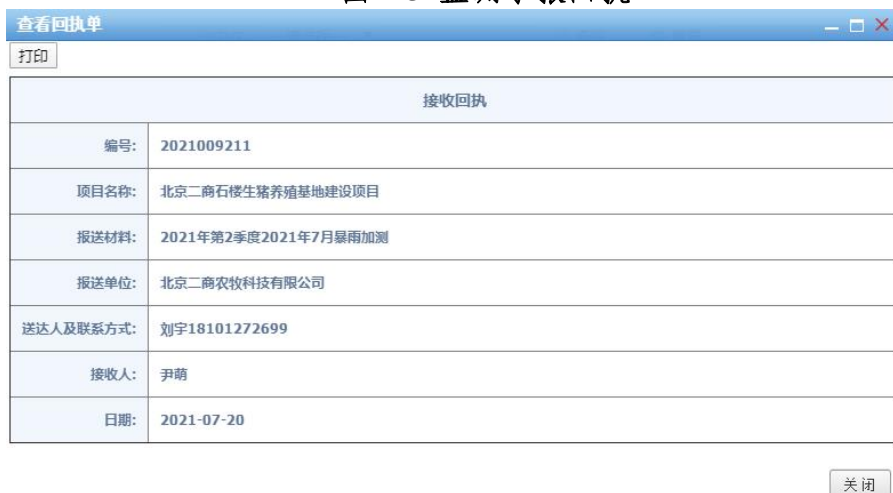 查看回执单
打印
接收回执
编号: 2021009211
项目名称: 北京二商石楼生猪养殖基地建设项目
报送材料: 2021年第2季度2021年7月暴雨加测
报送单位: 北京二商农牧科技有限公司
送达人及联系方式: 刘宇18101272699
接收人: 尹萌
日期: 2021-07-20
关闭